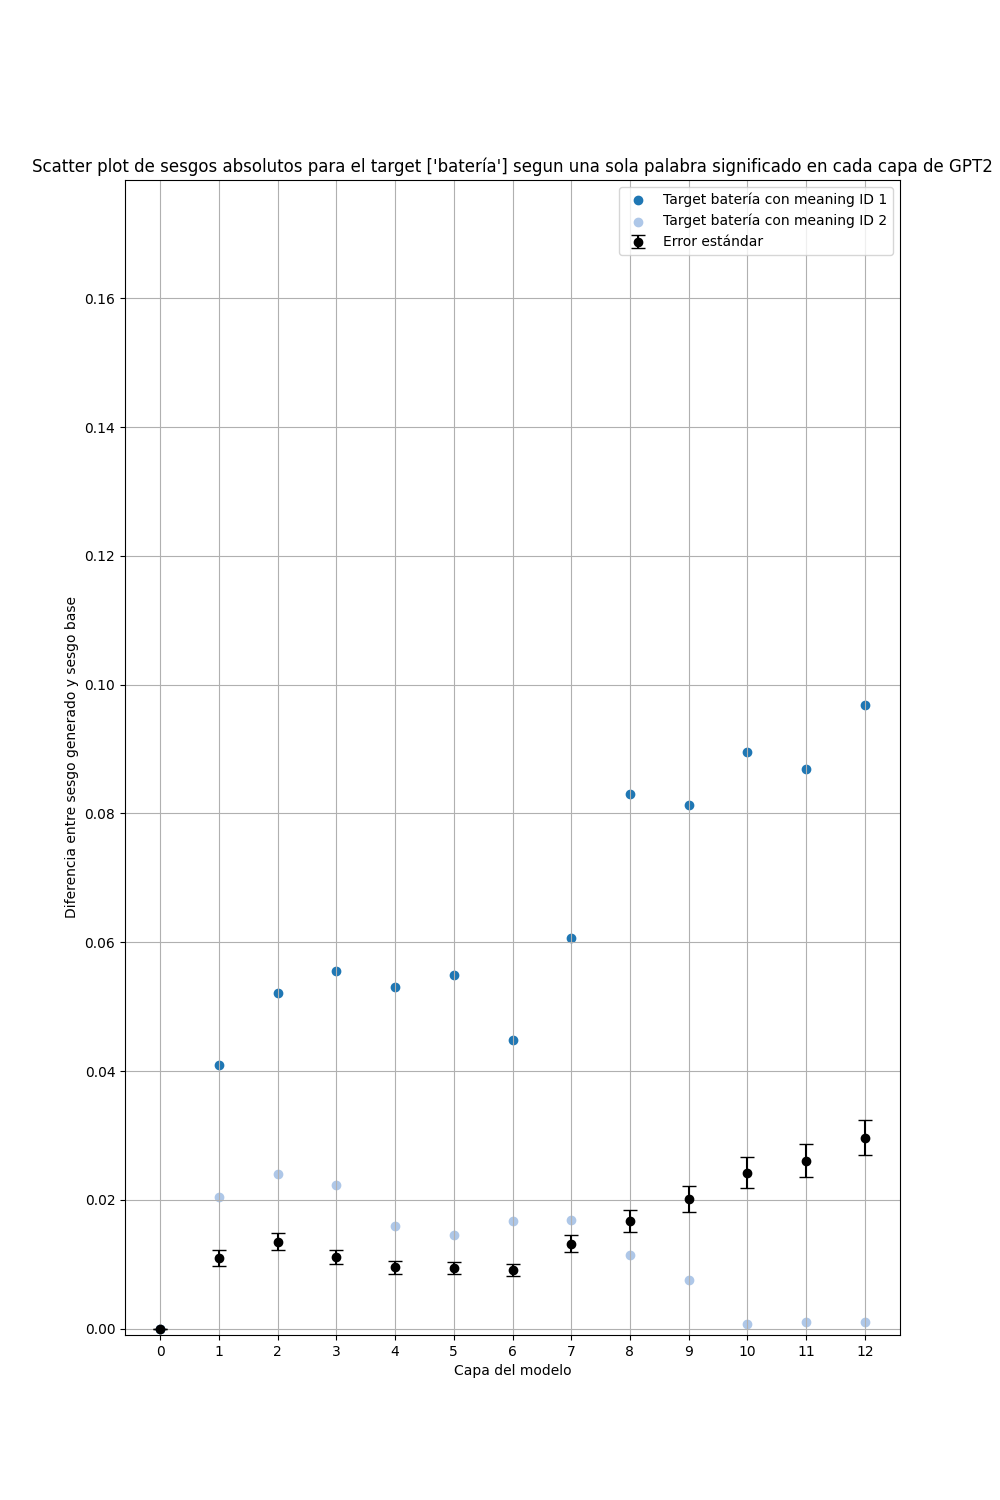 Scatter plot de sesgos absolutos para el target ['batería'] segun una sola palabra significado en cada capa de GPT2
Target batería con meaning ID 1
Target batería con meaning ID 2
Error estándar
0.16
0.14
0.12
0.10
0.08
0.06
0.04
0.02
0.00
Diferencia entre sesgo generado y sesgo base
0 1 2 3 4 5 6 7 8 9 10 11 12
Capa del modelo